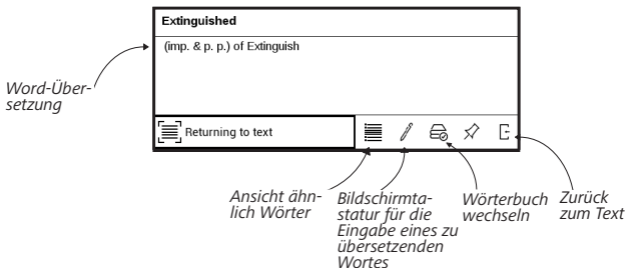 Extinguished
(imp. & p. p.) of Extinguish
Word-Über-
setzung
Returning to text
Ansicht ähn-
lich Wörter
Bildschirmta-
statur für die
Eingabe eines zu
übersetzenden
Wortes
Wörterbuch
wechseln
Zurück
zum Text